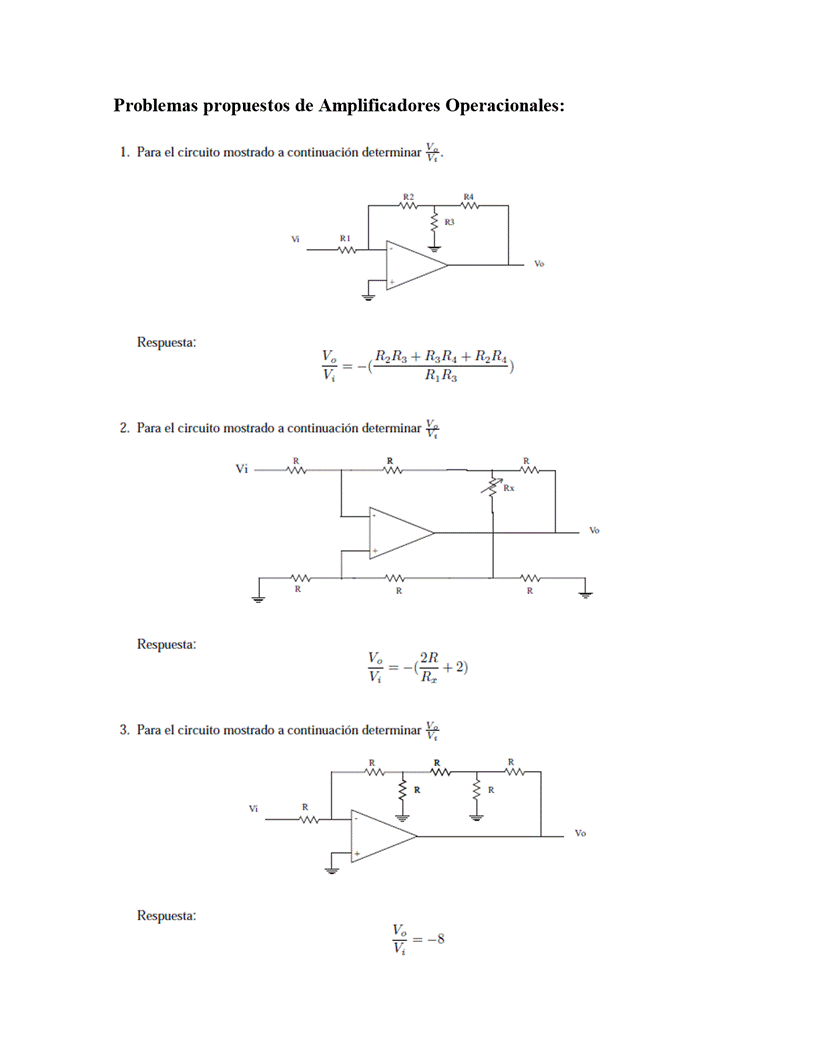 Problemas propuestos de Amplificadores Operacionales:
1. Para el circuito mostrado a continuación determinar $\frac{V_o}{V_i}$.
R2 R4
R3
Vi R1
-
+
Vo
Respuesta:
$\frac{V_o}{V_i} = -(\frac{R_2R_3 + R_3R_4 + R_2R_4}{R_1R_3})$
2. Para el circuito mostrado a continuación determinar $\frac{V_o}{V_i}$
R R R
Vi
Rx
-
+
Vo
R R R
Respuesta:
$\frac{V_o}{V_i} = -(\frac{2R}{R_x} + 2)$
3. Para el circuito mostrado a continuación determinar $\frac{V_o}{V_i}$
R R R
R R
Vi R
-
+
Vo
Respuesta:
$\frac{V_o}{V_i} = -8$